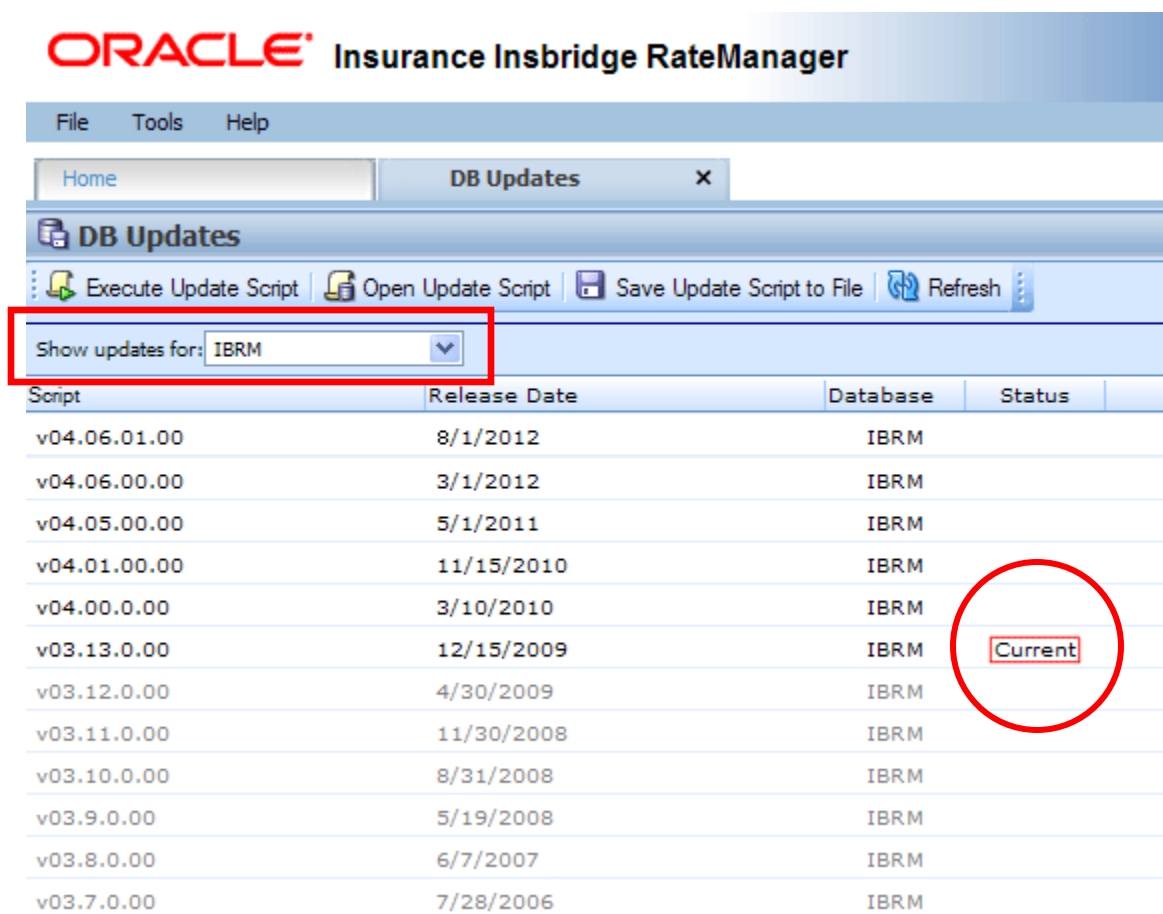 ORACLE Insurance Insbridge RateManager
File Tools Help
Home DB Updates x
DB Updates
Execute Update Script Open Update Script Save Update Script to File Refresh
Show updates for: IBRM
Script Release Date Database Status
v04.06.01.00 8/1/2012 IBRM
v04.06.00.00 3/1/2012 IBRM
v04.05.00.00 5/1/2011 IBRM
v04.01.00.00 11/15/2010 IBRM
v04.00.0.00 3/10/2010 IBRM
v03.13.0.00 12/15/2009 IBRM Current
v03.12.0.00 4/30/2009 IBRM
v03.11.0.00 11/30/2008 IBRM
v03.10.0.00 8/31/2008 IBRM
v03.9.0.00 5/19/2008 IBRM
v03.8.0.00 6/7/2007 IBRM
v03.7.0.00 7/28/2006 IBRM